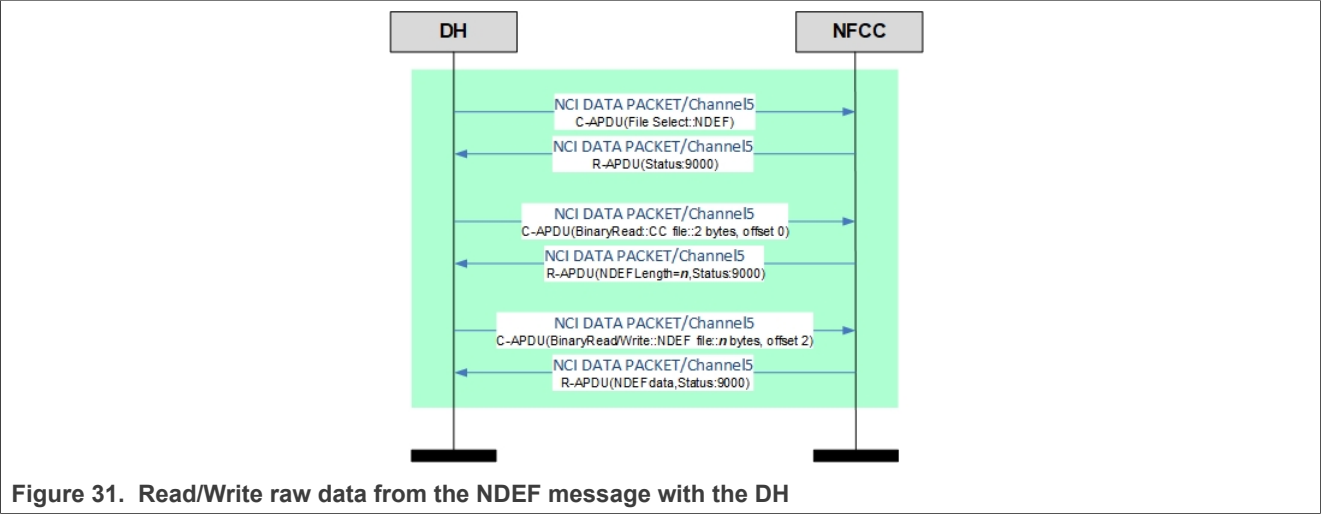 DH
NFCC
NCI DATA PACKET/Channel5
C-APDU(File Select::NDEF)
NCI DATA PACKET/Channel5
R-APDU(Status:9000)
NCI DATA PACKET/Channel5
C-APDU(BinaryRead::CC file::2 bytes, offset 0)
NCI DATA PACKET/Channel5
R-APDU(NDEFLength=n,Status:9000)
NCI DATA PACKET/Channel5
C-APDU(BinaryRead/Write::NDEF file::n bytes, offset 2)
NCI DATA PACKET/Channel5
R-APDU(NDEFdata,Status:9000)
Figure 31. Read/Write raw data from the NDEF message with the DH